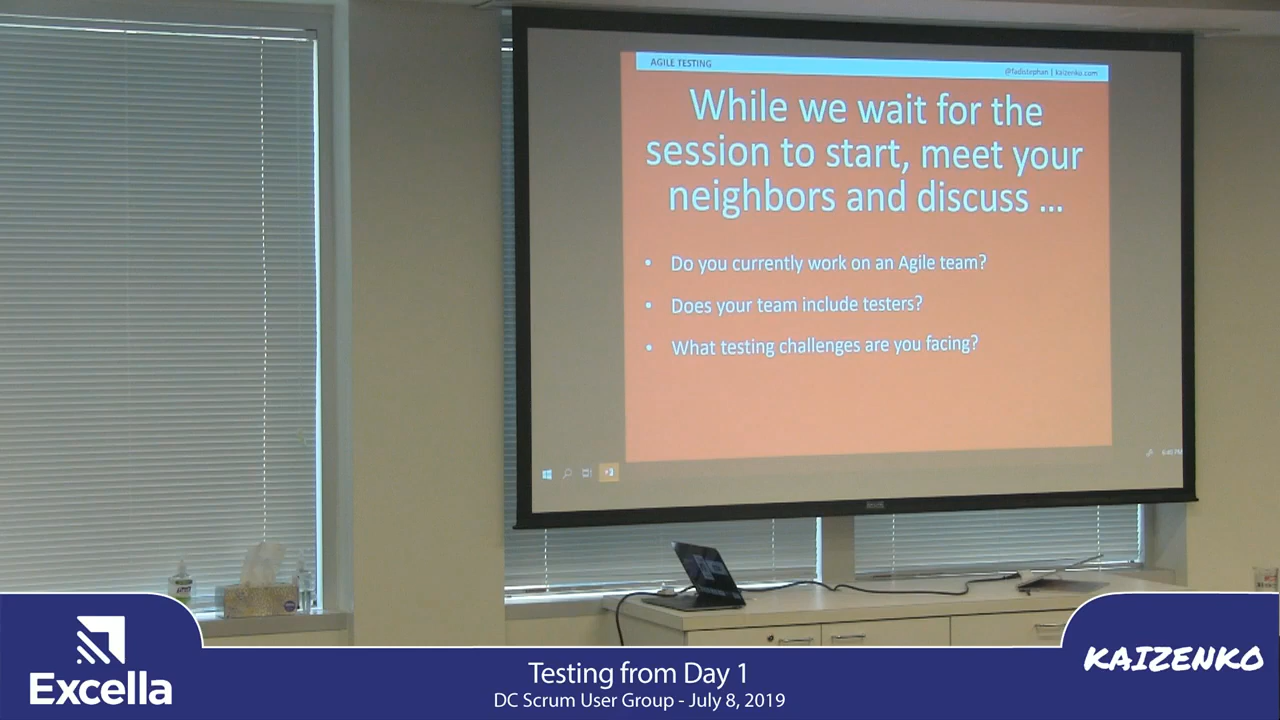 AGILE TESTING
@fadistephan | kaizenko.com
While we wait for the
session to start, meet your
neighbors and discuss ...
• Do you currently work on an Agile team?
• Does your team include testers?
• What testing challenges are you facing?
Excella
Testing from Day 1
DC Scrum User Group - July 8, 2019
KAIZENKO